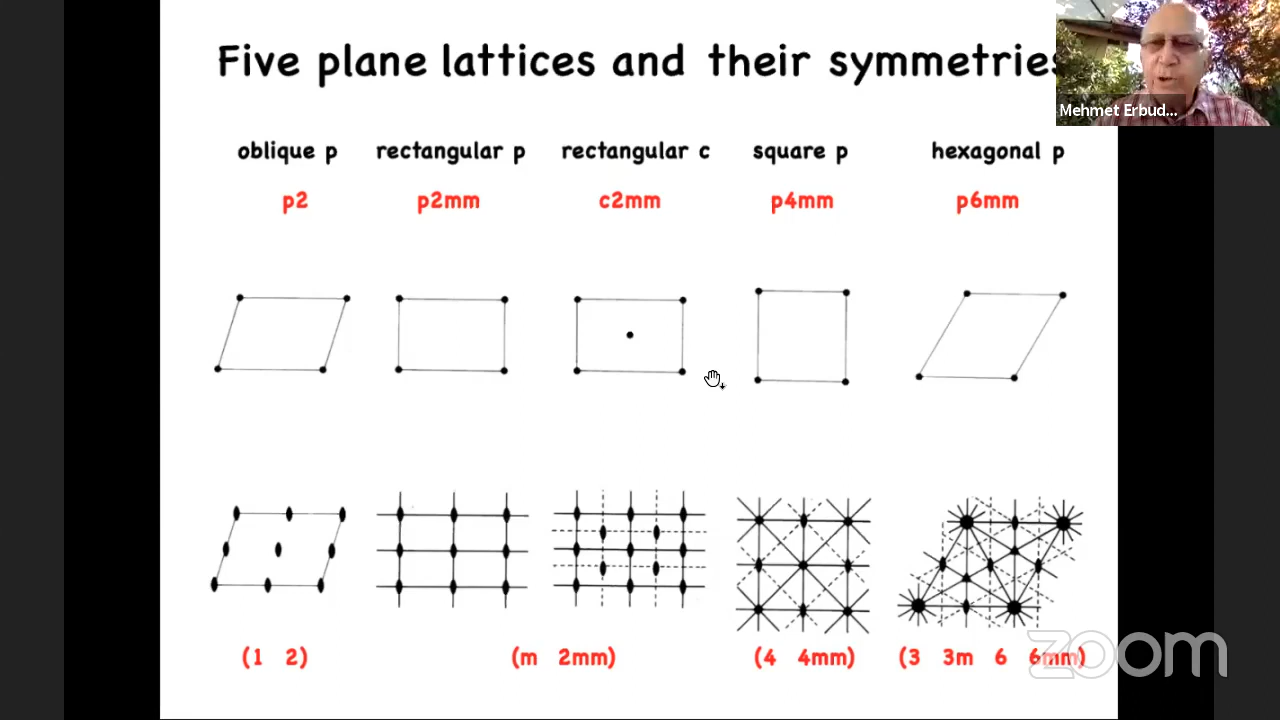 Five plane lattices and their symmetries
Mehmet Erbud...
oblique p rectangular p rectangular c square p hexagonal p
p2 p2mm c2mm p4mm p6mm
(1 2) (m 2mm) (4 4mm) (3 3m 6 6mm)
zoom